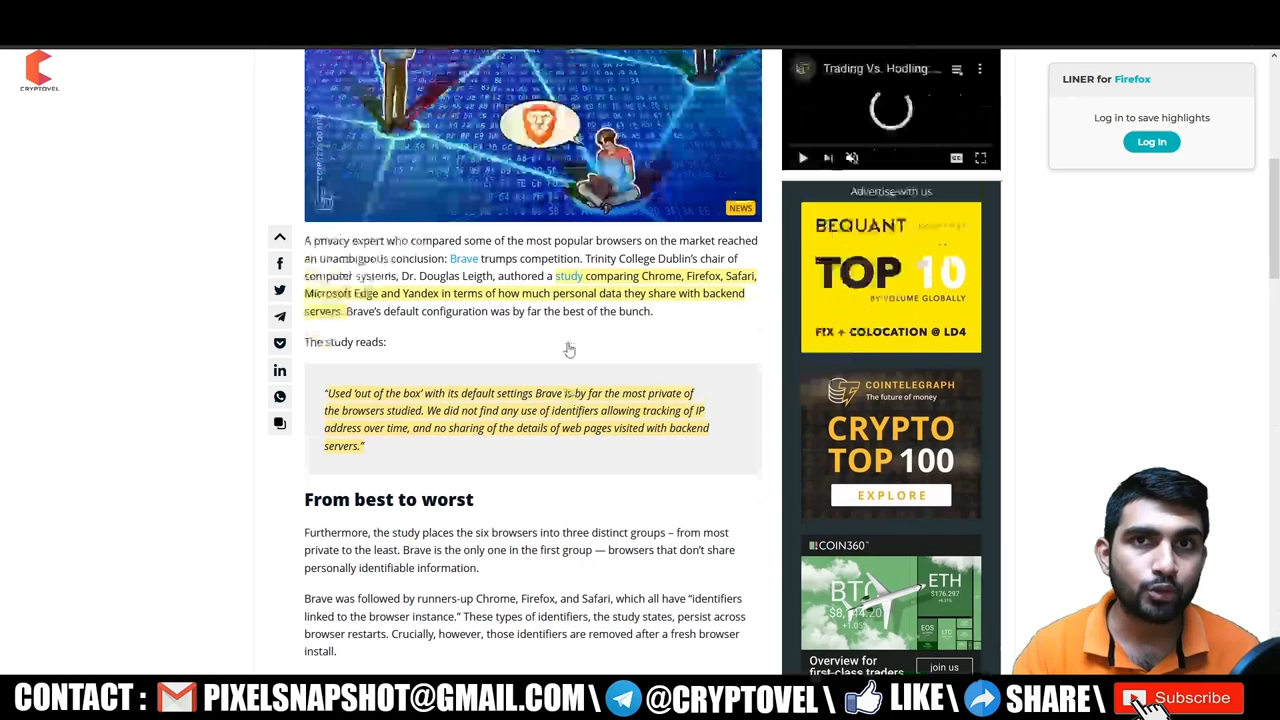 CRYPTOVEL
Trading Vs. Hodling
LINER for Firefox
Log in to save highlights
Log In
NEWS
Advertise with us
BEQUANT
TOP 10
BY VOLUME GLOBALLY
FIX + COLOCATION @ LD4
A privacy expert who compared some of the most popular browsers on the market reached
an unambiguous conclusion: Brave trumps competition. Trinity College Dublin’s chair of
computer systems, Dr. Douglas Leigth, authored a study comparing Chrome, Firefox, Safari,
Microsoft Edge and Yandex in terms of how much personal data they share with backend
servers. Brave’s default configuration was by far the best of the bunch.
The study reads:
“Used ‘out of the box’ with its default settings Brave is by far the most private of
the browsers studied. We did not find any use of identifiers allowing tracking of IP
address over time, and no sharing of the details of web pages visited with backend
servers.”
From best to worst
Furthermore, the study places the six browsers into three distinct groups – from most
private to the least. Brave is the only one in the first group — browsers that don’t share
personally identifiable information.
Brave was followed by runners-up Chrome, Firefox, and Safari, which all have “identifiers
linked to the browser instance.” These types of identifiers, the study states, persist across
browser restarts. Crucially, however, those identifiers are removed after a fresh browser
install.
COINTELEGRAPH
The future of money
CRYPTO
TOP 100
EXPLORE
COIN360
BTC
ETH
$176.297
EOS
LTC
Overview for
first-class traders
join us
CONTACT : PIXELSNAPSHOT@GMAIL.COM\ @CRYPTOVEL\ LIKE\ SHARE\ Subscribe